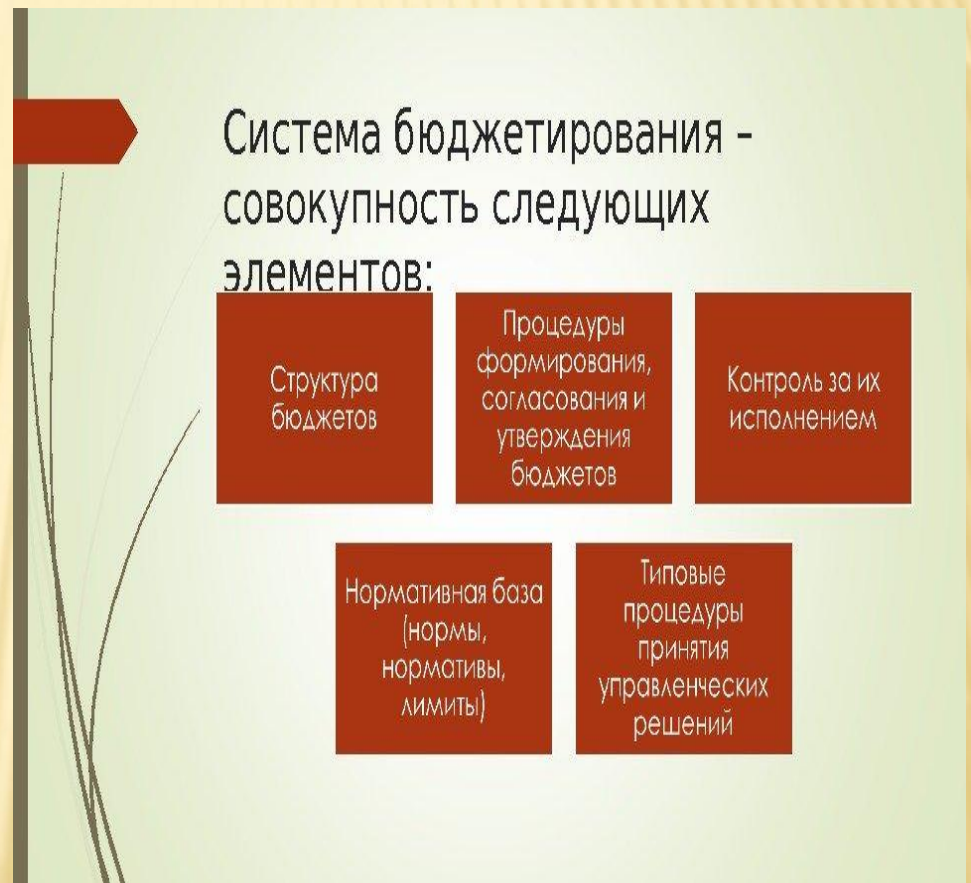 Система бюджетирования –
совокупность следующих
элементов:
Структура
бюджетов
Процедуры
формирования,
согласования и
утверждения
бюджетов
Контроль за их
исполнением
Нормативная база
(нормы,
нормативы,
лимиты)
Типовые
процедуры
принятия
управленческих
решений